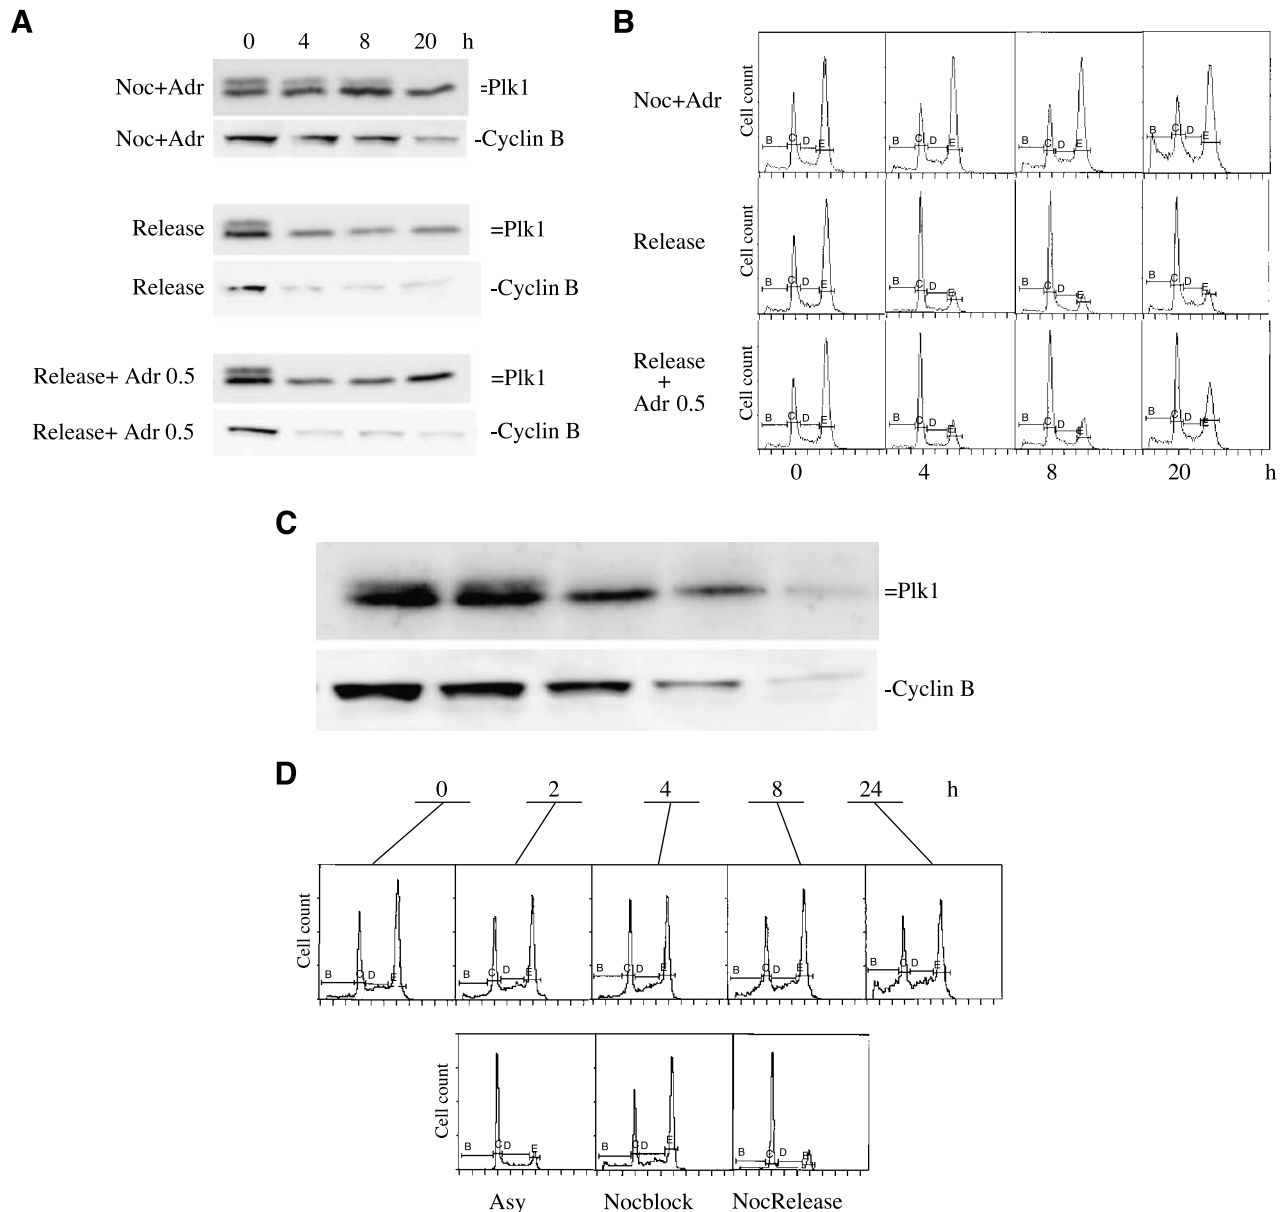 A
0 4 8 20 h
Noc+Adr =Plk1
Noc+Adr -Cyclin B
Release =Plk1
Release -Cyclin B
Release+ Adr 0.5 =Plk1
Release+ Adr 0.5 -Cyclin B
B
Noc+Adr
Cell count
B C D E
B C D E
B C D E
B C D E
Release
Cell count
B C D E
B C D E
B C D E
B C D E
Release
+
Adr 0.5
Cell count
B C D E
B C D E
B C D E
B C D E
0 4 8 20 h
C
=Plk1
-Cyclin B
D
0 2 4 8 24 h
Cell count
B C D E
B C D E
B C D E
B C D E
B C D E
Cell count
B C D E
B C D E
B C D E
Asy Nocblock NocRelease